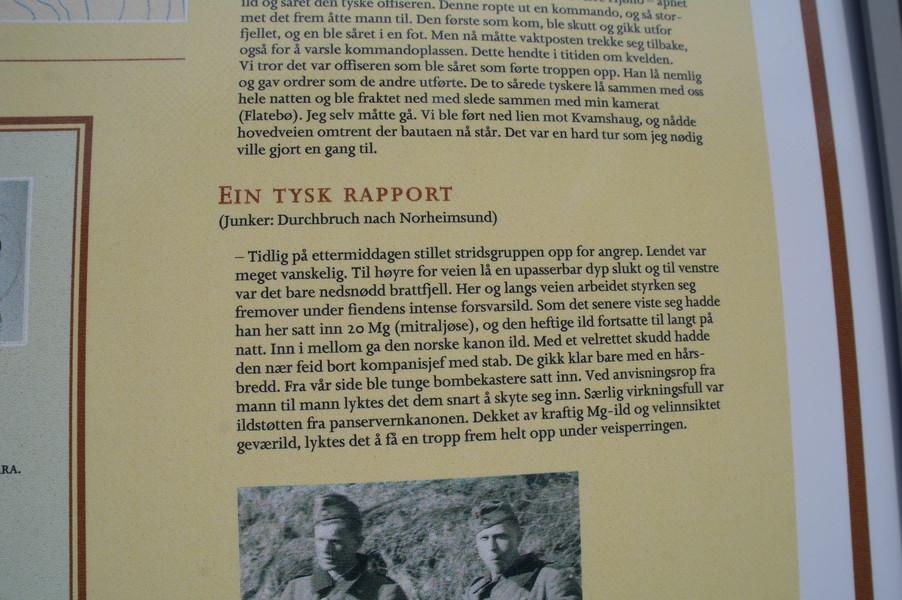 ild og såret den tyske offiseren. Denne ropte ut en kommando, og så stor-
met det frem åtte mann til. Den første som kom, ble skutt og gikk utfor
fjellet, og en ble såret i en fot. Men nå måtte vaktposten trekke seg tilbake,
også for å varsle kommandoplassen. Dette hendte i titiden om kvelden.
Vi tror det var offiseren som ble såret som førte troppen opp. Han lå nemlig
og gav ordrer som de andre utførte. De to sårede tyskere lå sammen med oss
hele natten og ble fraktet ned med slede sammen med min kamerat
(Flatebø). Jeg selv måtte gå. Vi ble ført ned lien mot Kvamshaug, og nådde
hovedveien omtrent der bautaen nå står. Det var en hard tur som jeg nødig
ville gjort en gang til.
EIN TYSK RAPPORT
(Junker: Durchbruch nach Norheimsund)
– Tidlig på ettermiddagen stillet stridsgruppen opp for angrep. Lendet var
meget vanskelig. Til høyre for veien lå en upasserbar dyp slukt og til venstre
var det bare nedsnødd brattfjell. Her og langs veien arbeidet styrken seg
fremover under fiendens intense forsvarsild. Som det senere viste seg hadde
han her satt inn 20 Mg (mitraljøse), og den heftige ild fortsatte til langt på
natt. Inn i mellom ga den norske kanon ild. Med et velrettet skudd hadde
den nær feid bort kompanisjef med stab. De gikk klar bare med en hårs-
bredd. Fra vår side ble tunge bombekastere satt inn. Ved anvisningsrop fra
mann til mann lyktes det dem snart å skyte seg inn. Særlig virkningsfull var
ildstøtten fra panservernkanonen. Dekket av kraftig Mg-ild og velinnsiktet
geværild, lyktes det å få en tropp frem helt opp under veisperringen.
RA.